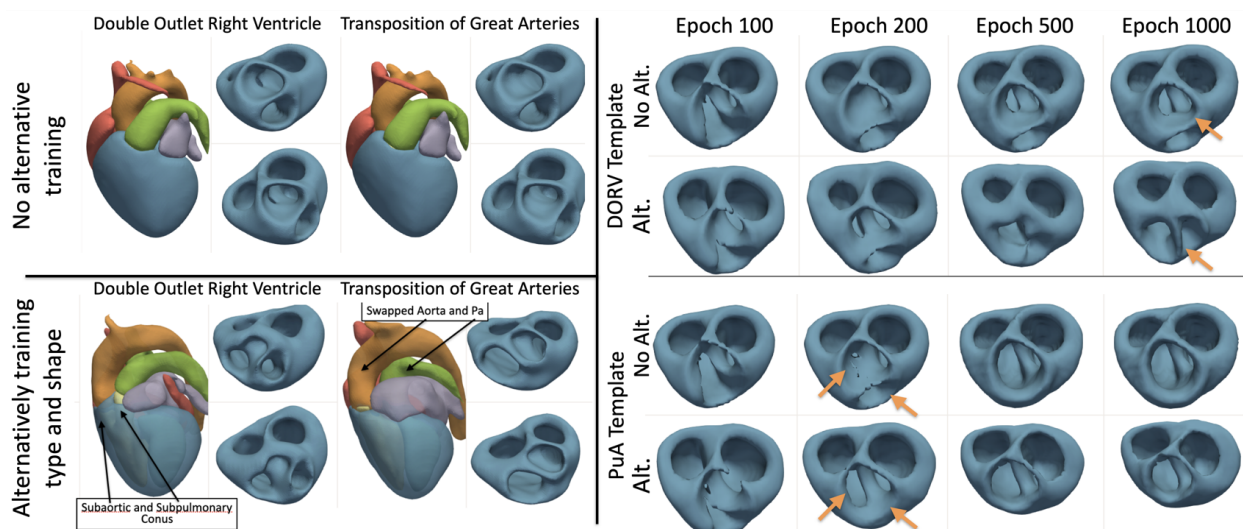 Double Outlet Right Ventricle
Transposition of Great Arteries
No alternative
training
Double Outlet Right Ventricle
Transposition of Great Arteries
Swapped Aorta and Pa
Alternatively training
type and shape
Subaortic and Subpulmonary
Conus
Epoch 100
Epoch 200
Epoch 500
Epoch 1000
DORV Template
No Alt.
Alt.
PuA Template
No Alt.
Alt.